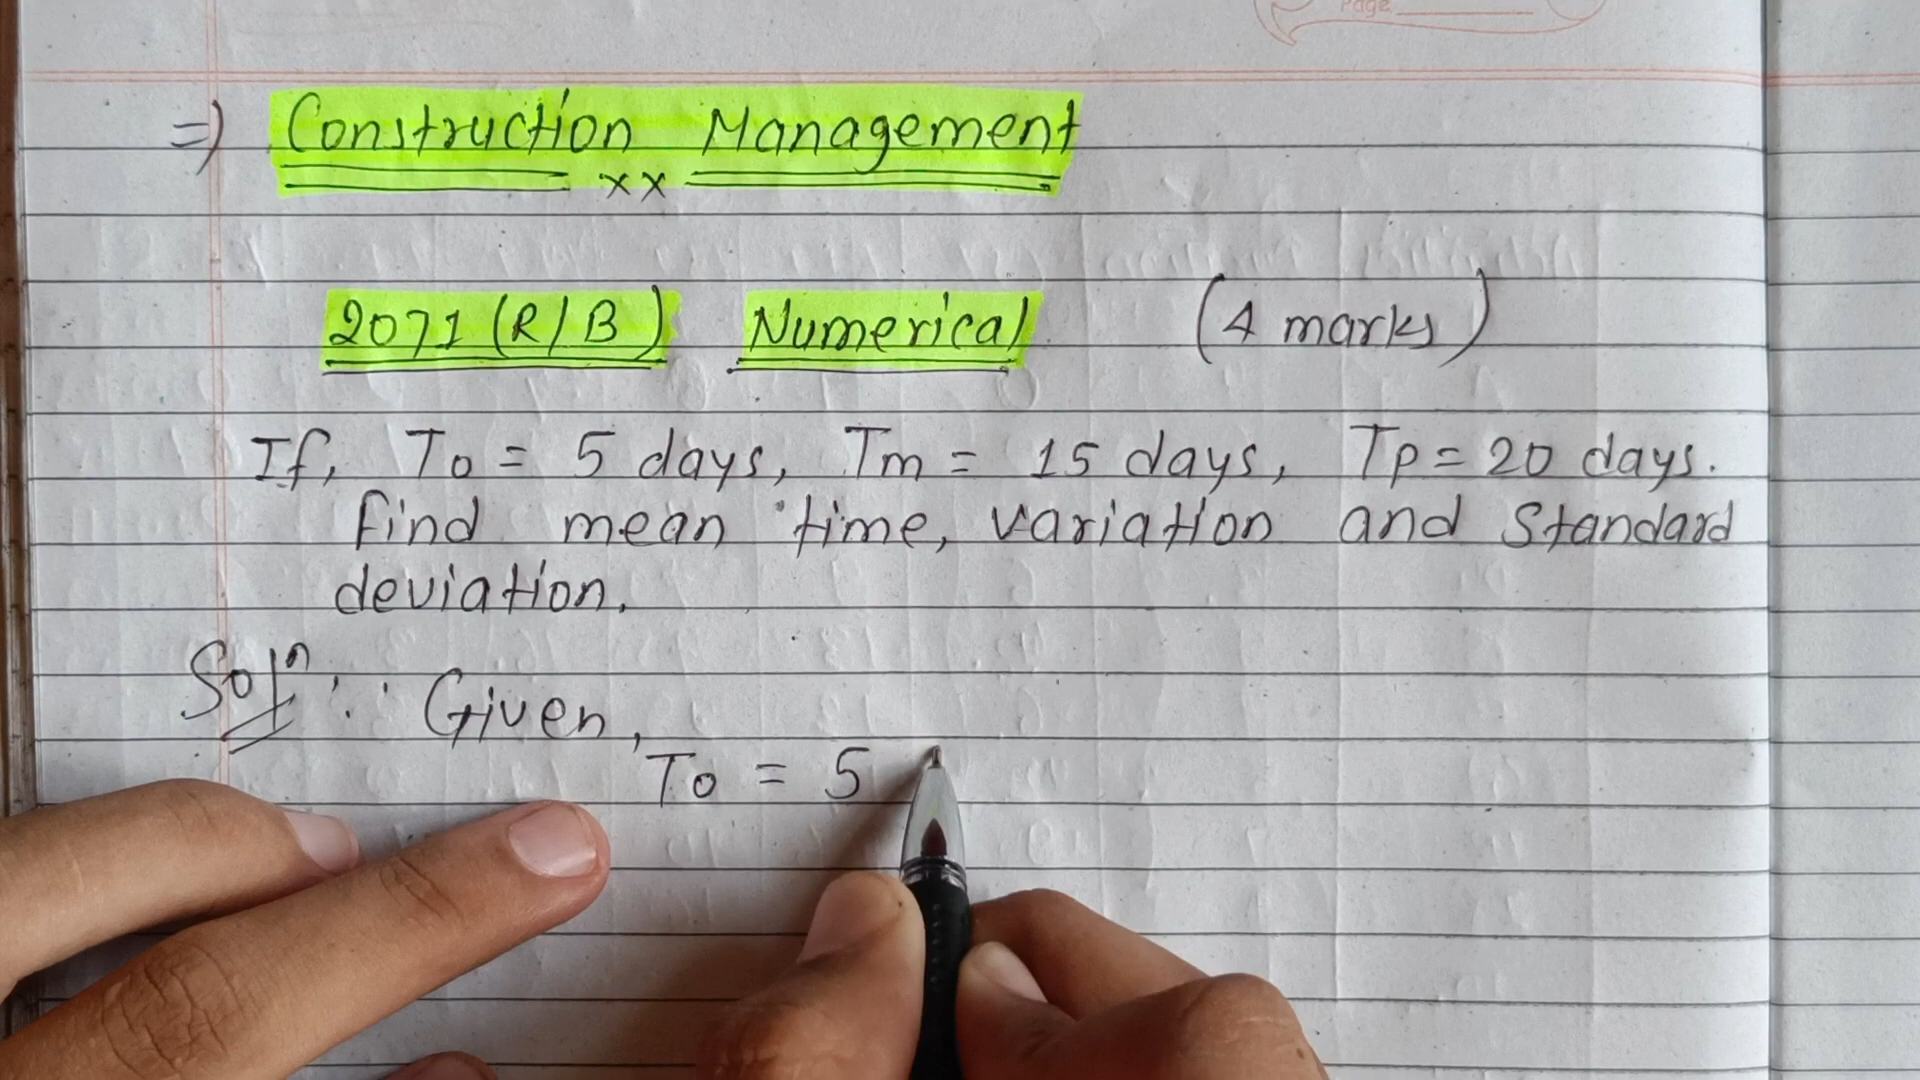 Page
=) Construction Management
xx
2071 (R/B) Numerical (4 marks)
If, To = 5 days, Tm = 15 days, Tp = 20 days.
find mean time, variation and Standard
deviation.
Soln: Given,
To = 5